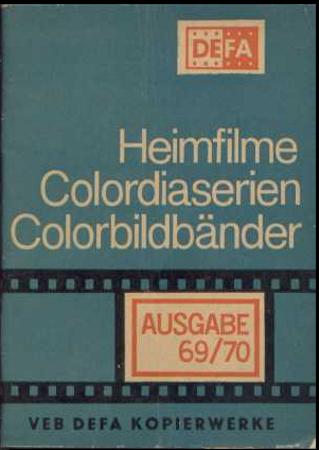 DEFA
Heimfilme
Colordiaserien
Colorbildbänder
AUSGABE
69/70
VEB DEFA KOPIERWERKE